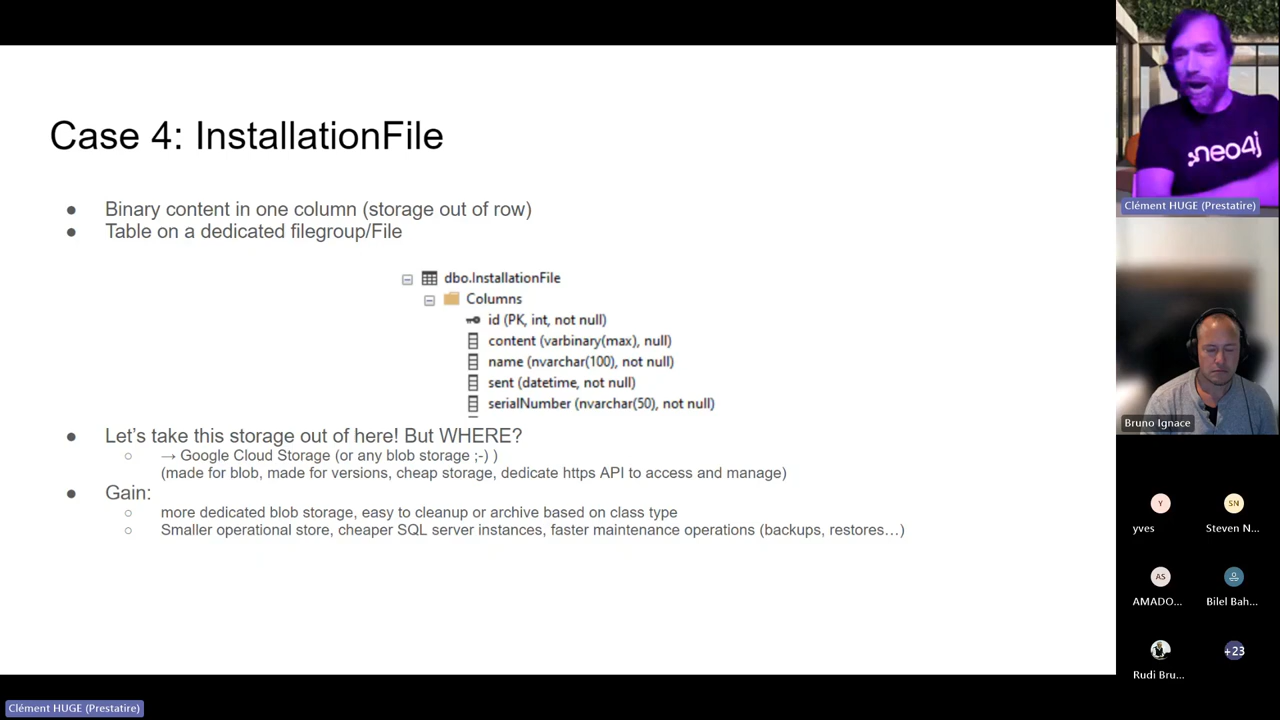 Case 4: InstallationFile
● Binary content in one column (storage out of row)
● Table on a dedicated filegroup/File
dbo.InstallationFile
Columns
id (PK, int, not null)
content (varbinary(max), null)
name (nvarchar(100), not null)
sent (datetime, not null)
serialNumber (nvarchar(50), not null)
● Let’s take this storage out of here! But WHERE?
○ → Google Cloud Storage (or any blob storage ;-) )
(made for blob, made for versions, cheap storage, dedicate https API to access and manage)
● Gain:
○ more dedicated blob storage, easy to cleanup or archive based on class type
○ Smaller operational store, cheaper SQL server instances, faster maintenance operations (backups, restores…)
neo4j
Clément HUGE (Prestatire)
Bruno Ignace
Y
SN
yves
Steven N...
AS
AMADO...
Bilel Bah...
+23
Rudi Bru...
Clément HUGE (Prestatire)